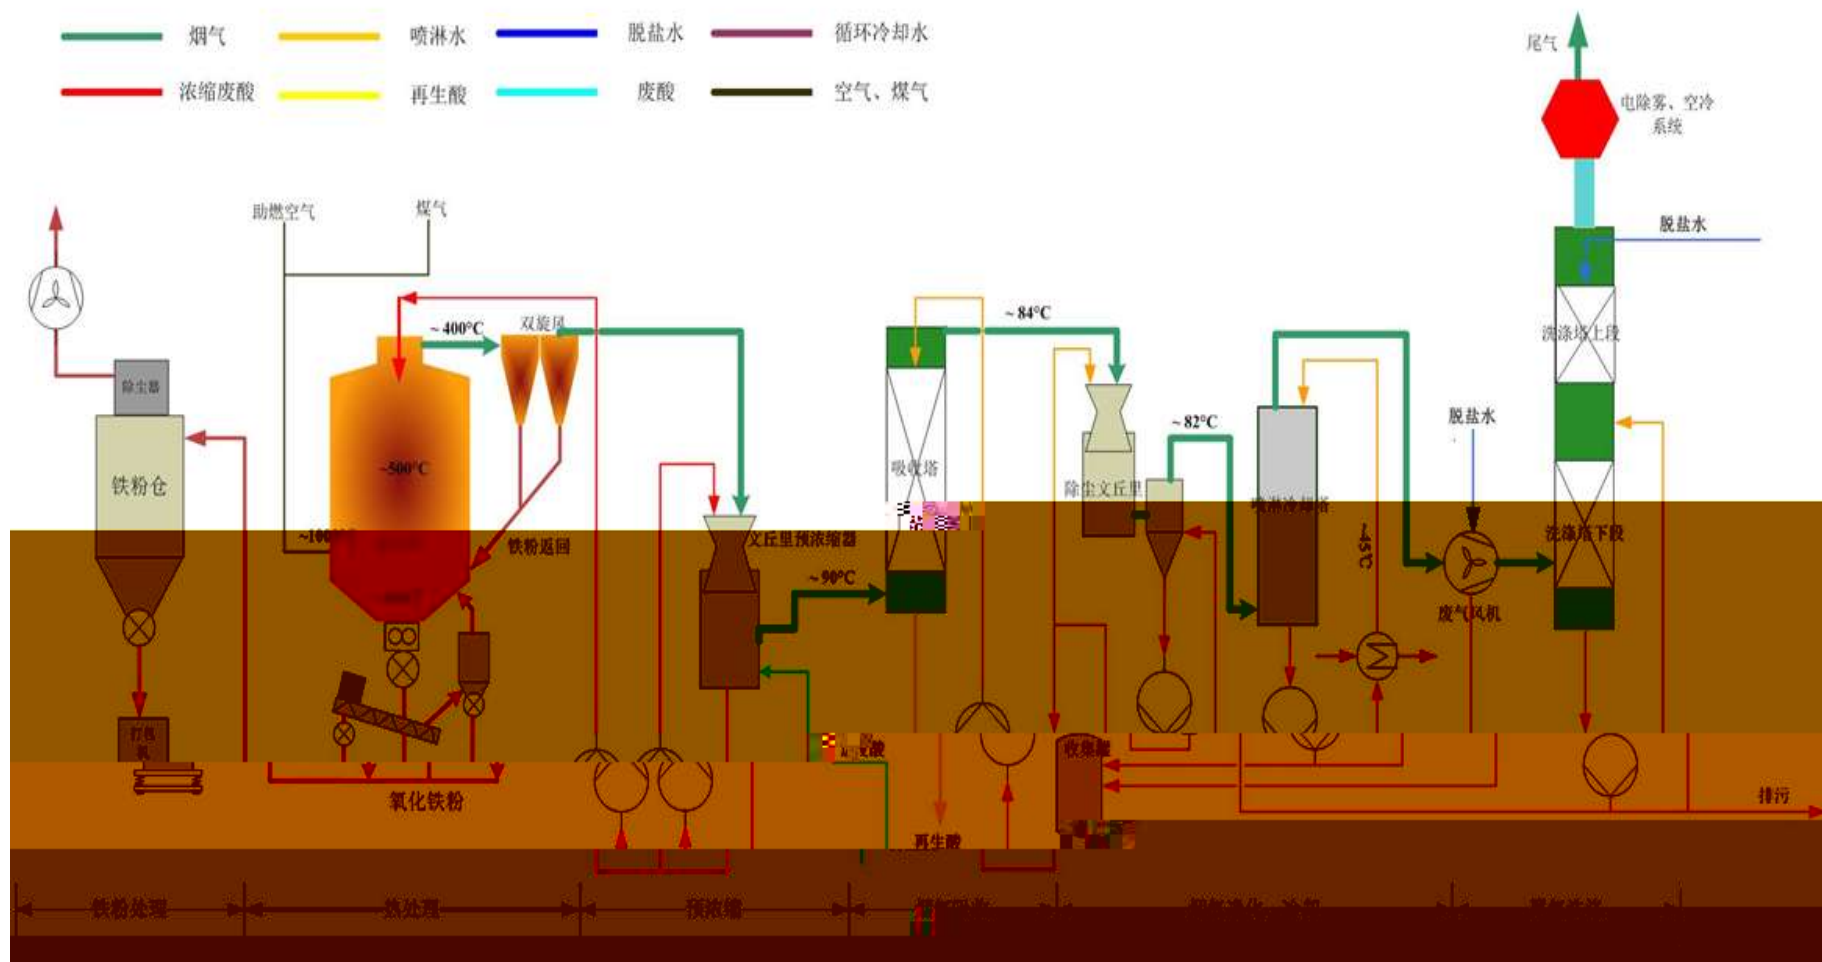 烟气
喷淋水
脱盐水
循环冷却水
浓缩废酸
再生酸
废酸
空气、煤气
尾气
电除雾、空冷
系统
脱盐水
助燃空气
煤气
~ 400°C
双旋风
~ 84°C
洗涤塔上段
除尘器
~ 82°C
脱盐水
~500°C
吸收塔
铁粉仓
除尘文丘里
喷淋冷却塔
~45°C
洗涤塔下段
铁粉返回
文丘里预浓缩器
~ 90°C
废气风机
打包
机
收集罐
氧化铁粉
排污
再生酸
铁粉处理
热处理
预浓缩